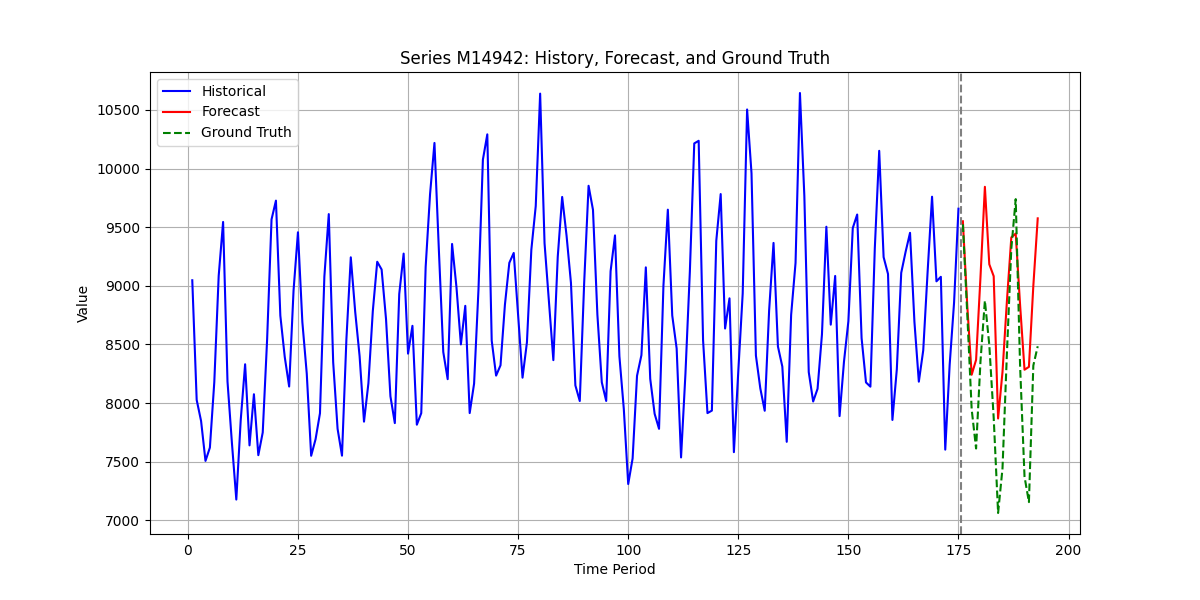 Series M14942: History, Forecast, and Ground Truth
Historical
Forecast
Ground Truth
Value
10500
10000
9500
9000
8500
8000
7500
7000
0 25 50 75 100 125 150 175 200
Time Period